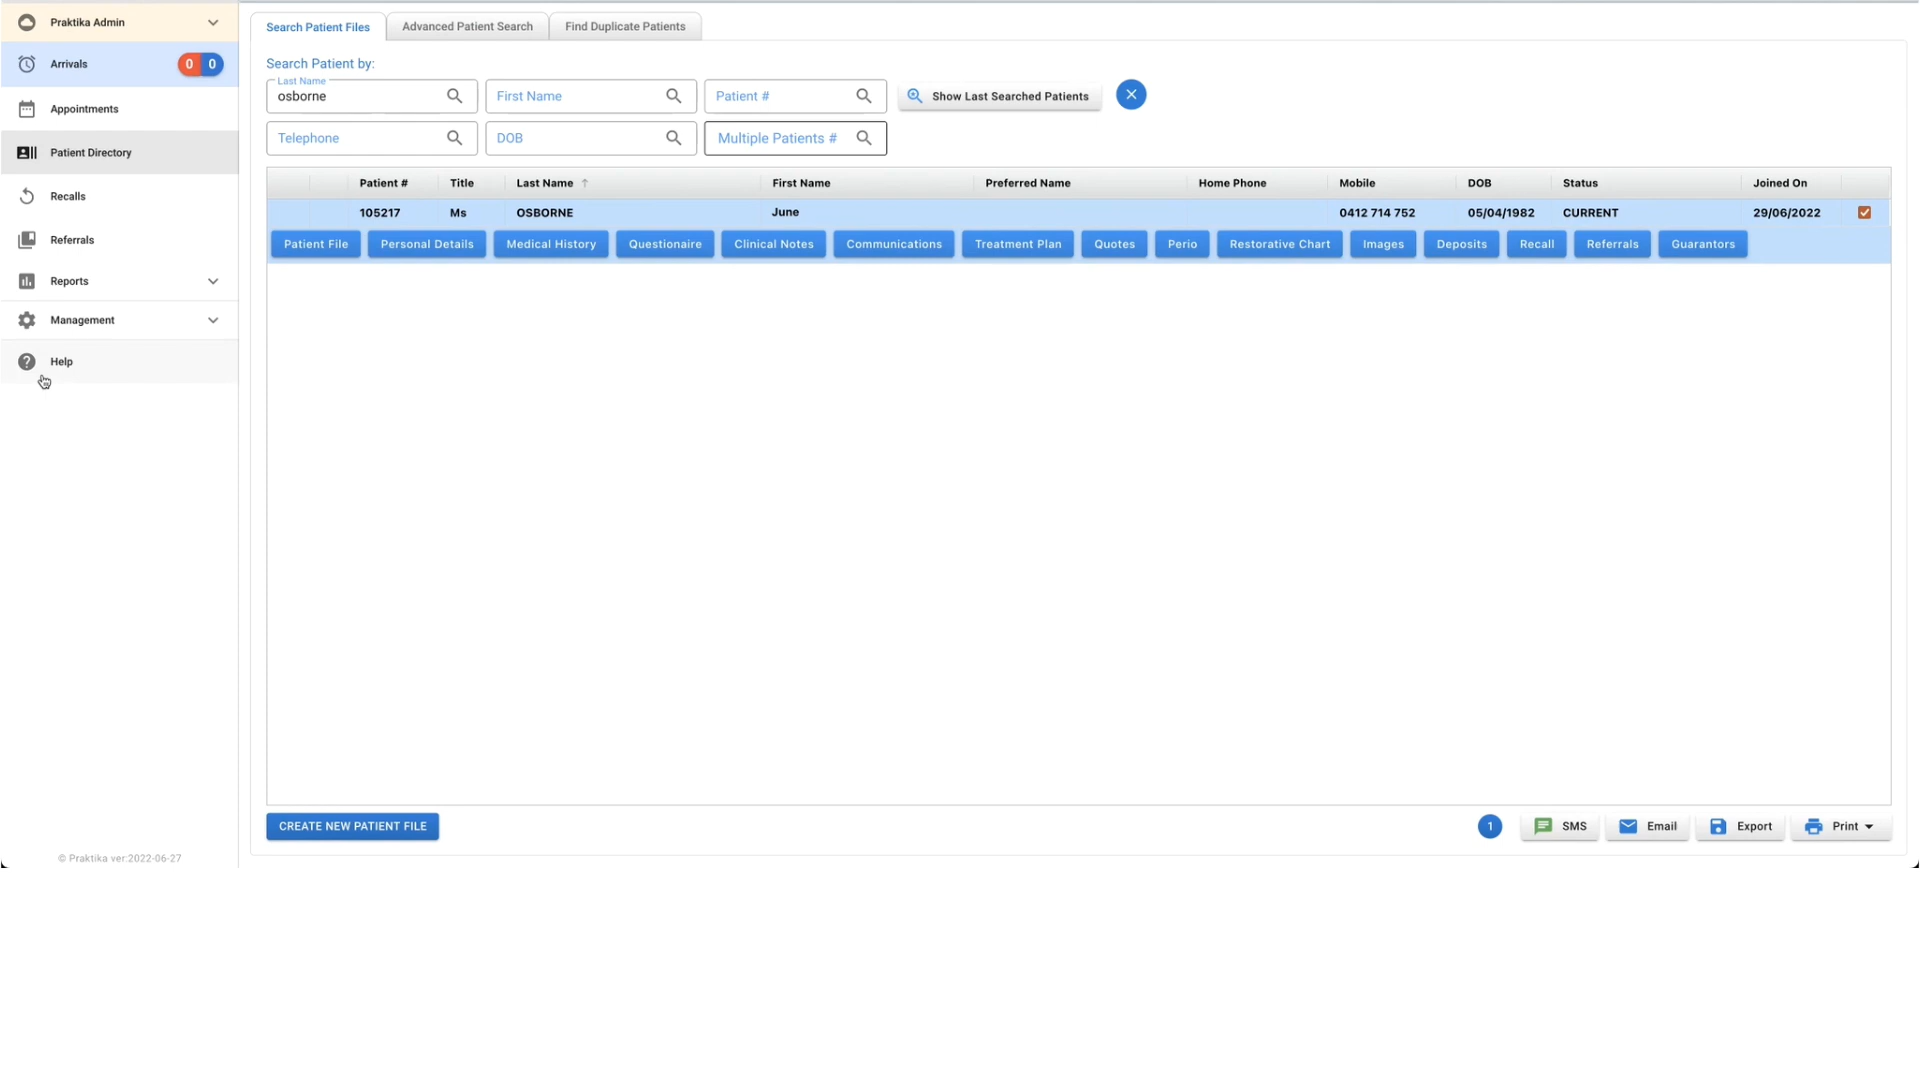 Praktika Admin
Arrivals 0 0
Appointments
Patient Directory
Recalls
Referrals
Reports
Management
Help
© Praktika ver:2022-06-27
Search Patient Files Advanced Patient Search Find Duplicate Patients
Search Patient by:
Last Name
osborne First Name Patient # Show Last Searched Patients
Telephone DOB Multiple Patients #
Patient # Title Last Name First Name Preferred Name Home Phone Mobile DOB Status Joined On
105217 Ms OSBORNE June 0412 714 752 05/04/1982 CURRENT 29/06/2022
Patient File Personal Details Medical History Questionaire Clinical Notes Communications Treatment Plan Quotes Perio Restorative Chart Images Deposits Recall Referrals Guarantors
CREATE NEW PATIENT FILE 1 SMS Email Export Print